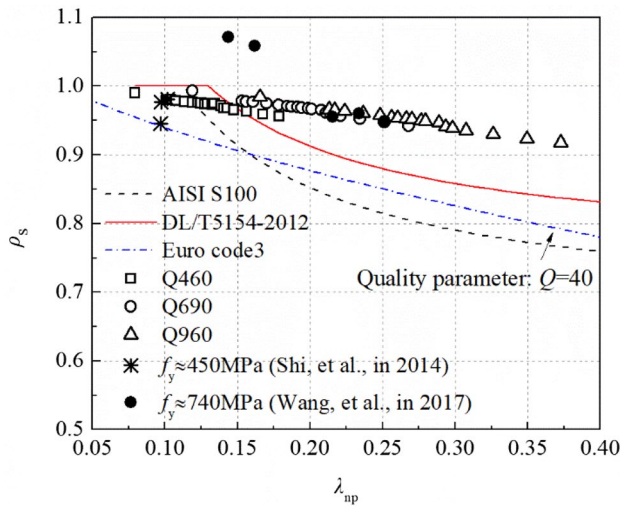 1.1
1.0
0.9
0.8
0.7
0.6
0.5
ρs
AISI S100
DL/T5154-2012
Euro code3
Quality parameter: Q=40
Q460
Q690
Q960
fy≈450MPa (Shi, et al., in 2014)
fy≈740MPa (Wang, et al., in 2017)
0.05 0.10 0.15 0.20 0.25 0.30 0.35 0.40
λnp